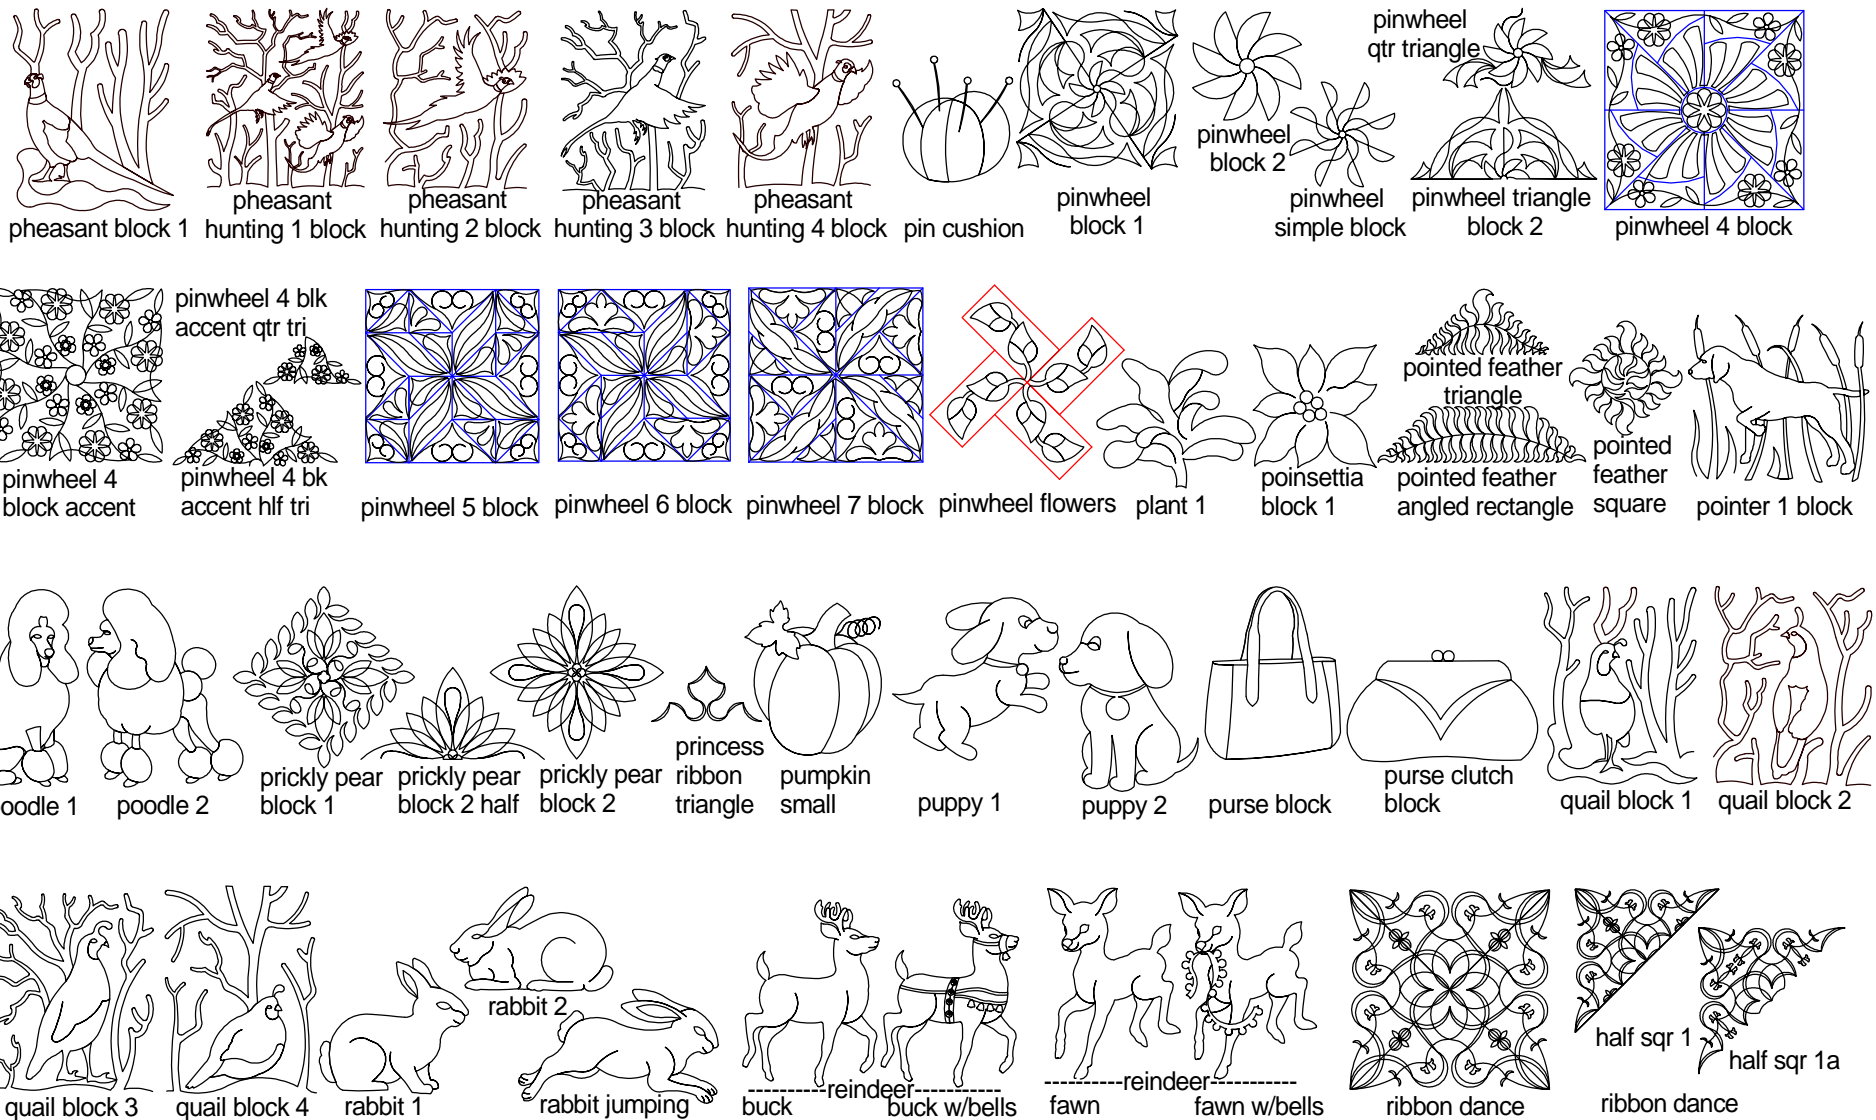 pheasant block 1
pheasant
hunting 1 block
pheasant
hunting 2 block
pheasant
hunting 3 block
pheasant
hunting 4 block
pin cushion
pinwheel
block 1
pinwheel
block 2
pinwheel
simple block
pinwheel
qtr triangle
pinwheel triangle
block 2
pinwheel 4 block
pinwheel 4
block accent
pinwheel 4 blk
accent qtr tri
pinwheel 4 bk
accent hlf tri
pinwheel 5 block
pinwheel 6 block
pinwheel 7 block
pinwheel flowers
plant 1
poinsettia
block 1
pointed feather
triangle
pointed feather
angled rectangle
pointed
feather
square
pointer 1 block
oodle 1
poodle 2
prickly pear
block 1
prickly pear
block 2 half
prickly pear
block 2
princess
ribbon
triangle
pumpkin
small
puppy 1
puppy 2
purse block
purse clutch
block
quail block 1
quail block 2
quail block 3
quail block 4
rabbit 1
rabbit 2
rabbit jumping
----------reindeer-----------
buck
buck w/bells
----------reindeer-----------
fawn
fawn w/bells
ribbon dance
half sqr 1
half sqr 1a
ribbon dance